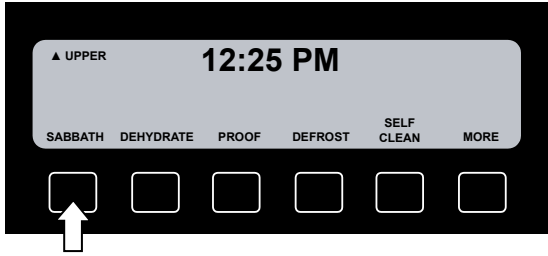 ▲ UPPER
12:25 PM
SABBATH DEHYDRATE PROOF DEFROST SELF CLEAN MORE